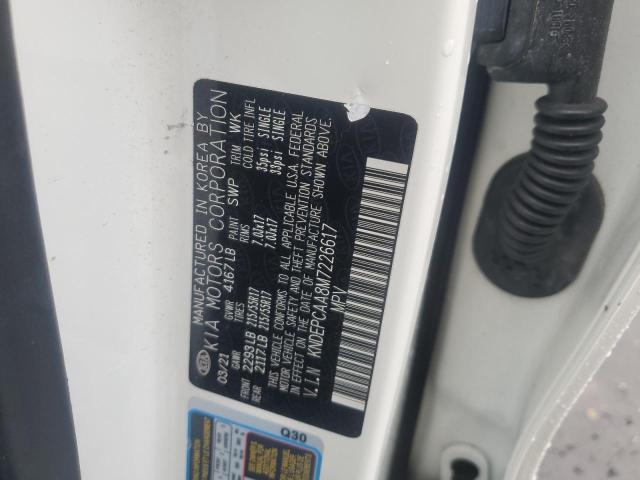 MANUFACTURED IN KOREA BY
KIA MOTORS CORPORATION
03/21 GVWR 4167LB PAINT SWP TRIM WK
GAWR TIRES RIMS COLD TIRE INFL
FRONT 2293LB 215/55R17 7.0Jx17 35psi SINGLE
REAR 2117LB 215/55R17 7.0Jx17 33psi SINGLE
THIS VEHICLE CONFORMS TO ALL APPLICABLE U.S.A. FEDERAL
MOTOR VEHICLE SAFETY AND THEFT PREVENTION STANDARDS
IN EFFECT ON THE DATE OF MANUFACTURE SHOWN ABOVE.
V.I.N KNDEPCAA8M7226617
MPV
Q30